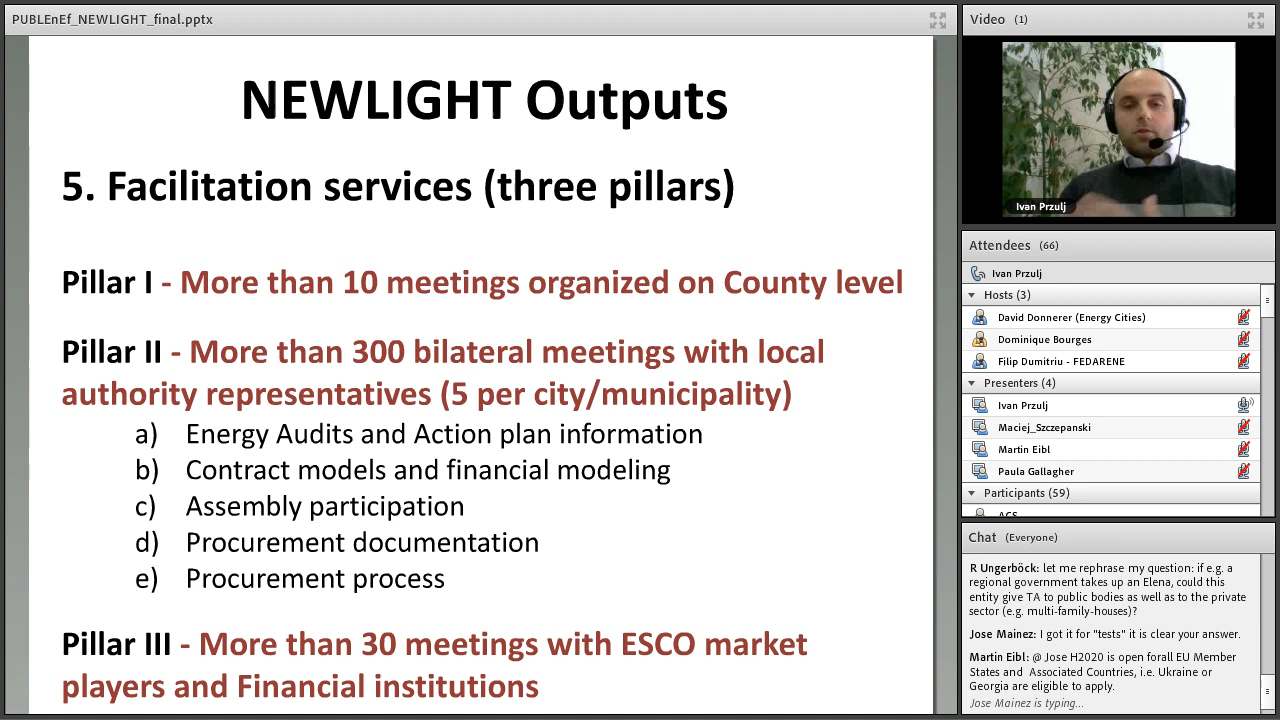 PUBLEnEf_NEWLIGHT_final.pptx
NEWLIGHT Outputs
5. Facilitation services (three pillars)
Pillar I - More than 10 meetings organized on County level
Pillar II - More than 300 bilateral meetings with local
authority representatives (5 per city/municipality)
a) Energy Audits and Action plan information
b) Contract models and financial modeling
c) Assembly participation
d) Procurement documentation
e) Procurement process
Pillar III - More than 30 meetings with ESCO market
players and Financial institutions
Video (1)
Ivan Przulj
Attendees (66)
Ivan Przulj
Hosts (3)
David Donnerer (Energy Cities)
Dominique Bourges
Filip Dumitriu - FEDARENE
Presenters (4)
Ivan Przulj
Maciej_Szczepanski
Martin Eibl
Paula Gallagher
Participants (59)
Chat (Everyone)
R Ungerböck: let me rephrase my question: if e.g. a
regional government takes up an Elena, could this
entity give TA to public bodies as well as to the private
sector (e.g. multi-family-houses)?
Jose Mainez: I got it for "tests" it is clear your answer.
Martin Eibl: @ Jose H2020 is open forall EU Member
States and Associated Countries, i.e. Ukraine or
Georgia are eligible to apply.
Jose Mainez is typing...